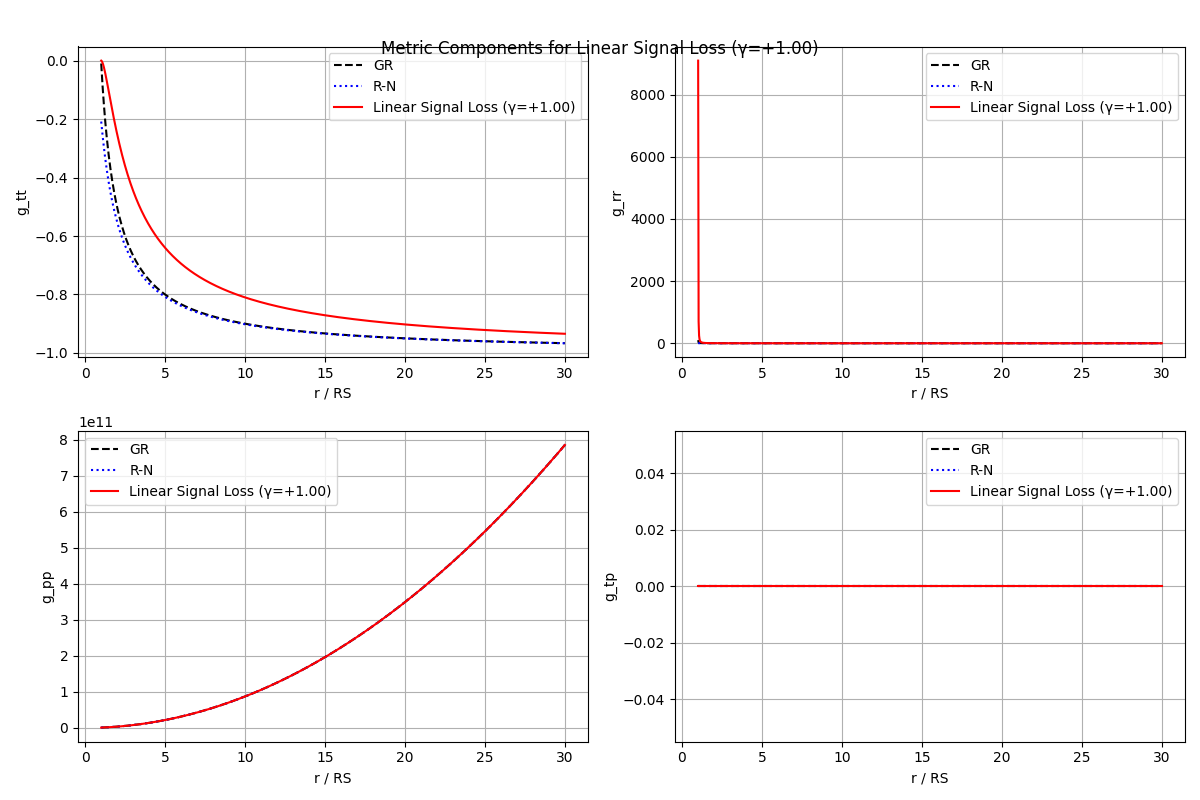 Metric Components for Linear Signal Loss (γ=+1.00)
0.0
−0.2
−0.4
−0.6
−0.8
−1.0
g_tt
0 5 10 15 20 25 30
r / RS
GR
R-N
Linear Signal Loss (γ=+1.00)
8000
6000
4000
2000
0
g_rr
0 5 10 15 20 25 30
r / RS
GR
R-N
Linear Signal Loss (γ=+1.00)
1e11
8
7
6
5
4
3
2
1
0
g_pp
0 5 10 15 20 25 30
r / RS
GR
R-N
Linear Signal Loss (γ=+1.00)
0.04
0.02
0.00
−0.02
−0.04
g_tp
0 5 10 15 20 25 30
r / RS
GR
R-N
Linear Signal Loss (γ=+1.00)